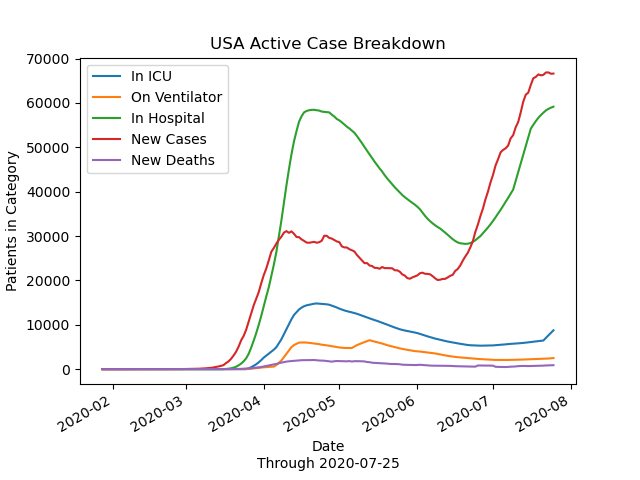 USA Active Case Breakdown
Patients in Category
70000
60000
50000
40000
30000
20000
10000
0
In ICU
On Ventilator
In Hospital
New Cases
New Deaths
2020-02
2020-03
2020-04
2020-05
2020-06
2020-07
2020-08
Date
Through 2020-07-25